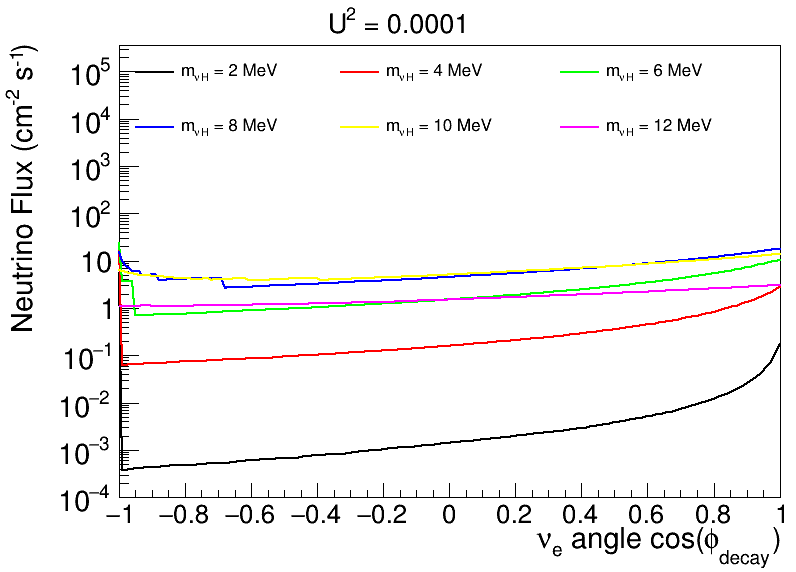 U² = 0.0001
Neutrino Flux (cm⁻² s⁻¹)
m_νH = 2 MeV m_νH = 4 MeV m_νH = 6 MeV
m_νH = 8 MeV m_νH = 10 MeV m_νH = 12 MeV
10⁵
10⁴
10³
10²
10
1
10⁻¹
10⁻²
10⁻³
10⁻⁴
−1 −0.8 −0.6 −0.4 −0.2 0 0.2 0.4 0.6 0.8 1
ν_e angle cos(ϕ_decay)